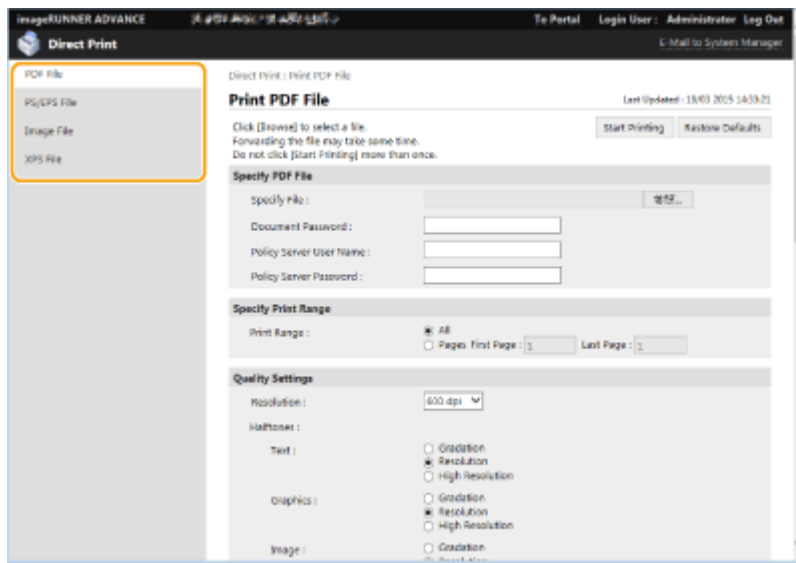 imageRUNNER ADVANCE
To Portal Login User : Administrator Log Out
Direct Print
E-Mail to System Manager
PDF File
PS/EPS File
Image File
XPS File
Direct Print : Print PDF File
Print PDF File
Last Updated : 19/03 2015 14:33:21
Click [Browse] to select a file.
Forwarding the file may take some time.
Do not click [Start Printing] more than once.
Start Printing Restore Defaults
Specify PDF File
Specify File :
Document Password :
Policy Server User Name :
Policy Server Password :
Specify Print Range
Print Range :
All
Pages First Page : 1 Last Page : 1
Quality Settings
Resolution :
600 dpi
Halftones :
Text :
Gradation
Resolution
High Resolution
Graphics :
Gradation
Resolution
High Resolution
Image :
Gradation
Resolution